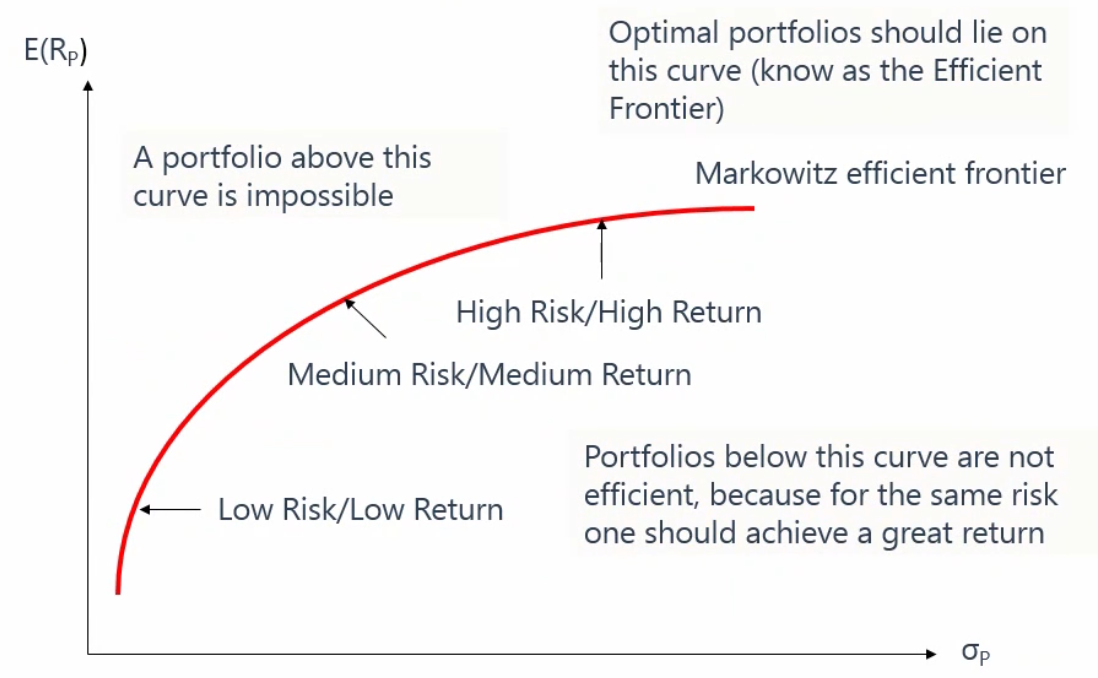 E(RP)
Optimal portfolios should lie on
this curve (know as the Efficient
Frontier)
A portfolio above this
curve is impossible
Markowitz efficient frontier
High Risk/High Return
Medium Risk/Medium Return
Portfolios below this curve are not
efficient, because for the same risk
one should achieve a great return
Low Risk/Low Return
σP